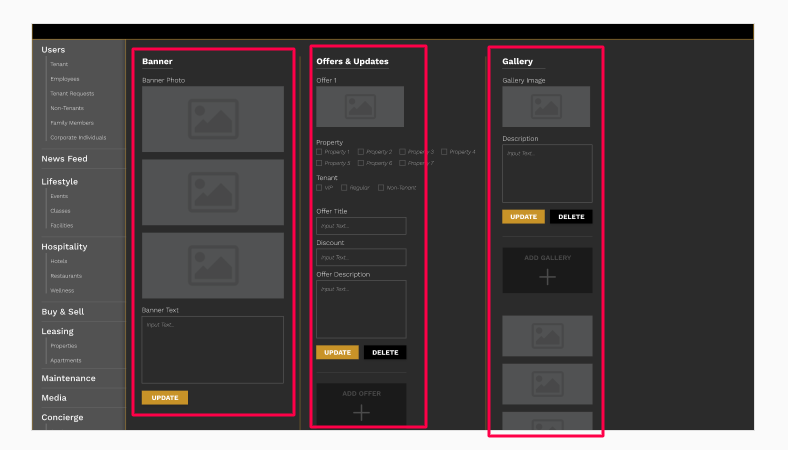 Users
Tenant
Employees
Tenant Requests
Non-Tenants
Family Members
Corporate Individuals
News Feed
Lifestyle
Events
Classes
Facilities
Hospitality
Hotels
Restaurants
Wellness
Buy & Sell
Leasing
Properties
Apartments
Maintenance
Media
Concierge
Banner
Banner Photo
Banner Text
Input Text..
UPDATE
Offers & Updates
Offer 1
Property
Property 1 Property 2 Property 3 Property 4
Property 5 Property 6 Property 7
Tenant
VIP Regular Non-Tenant
Offer Title
Input Text..
Discount
Input Text..
Offer Description
Input Text..
UPDATE DELETE
ADD OFFER
Gallery
Gallery Image
Description
Input Text..
UPDATE DELETE
ADD GALLERY